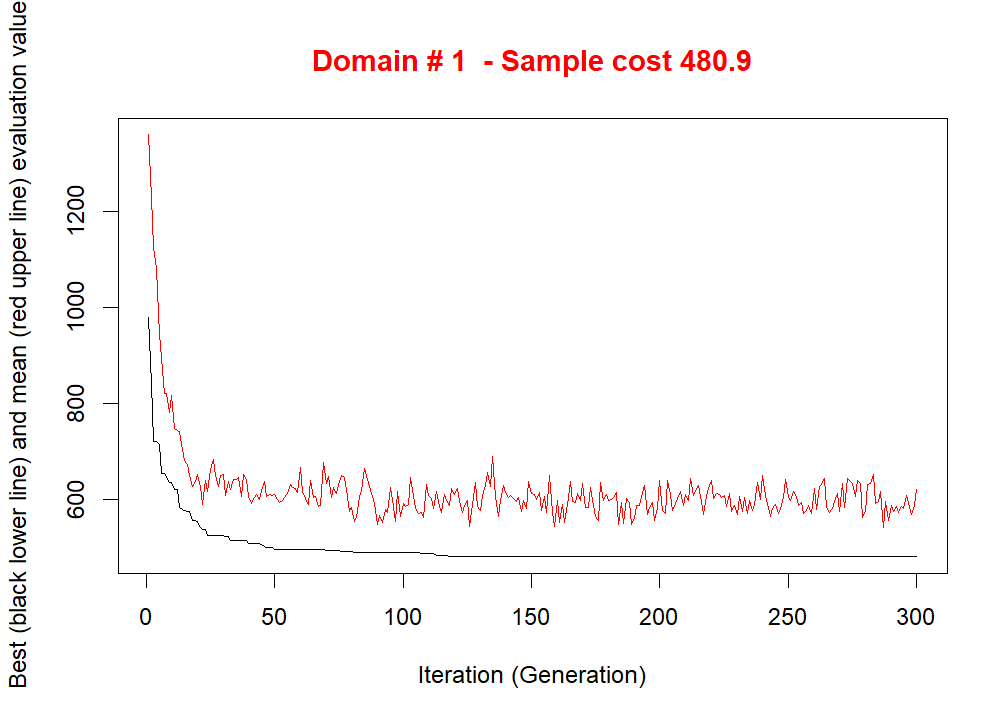 Domain # 1  - Sample cost 480.9
Best (black lower line) and mean (red upper line) evaluation value
1200
1000
800
600
0 50 100 150 200 250 300
Iteration (Generation)